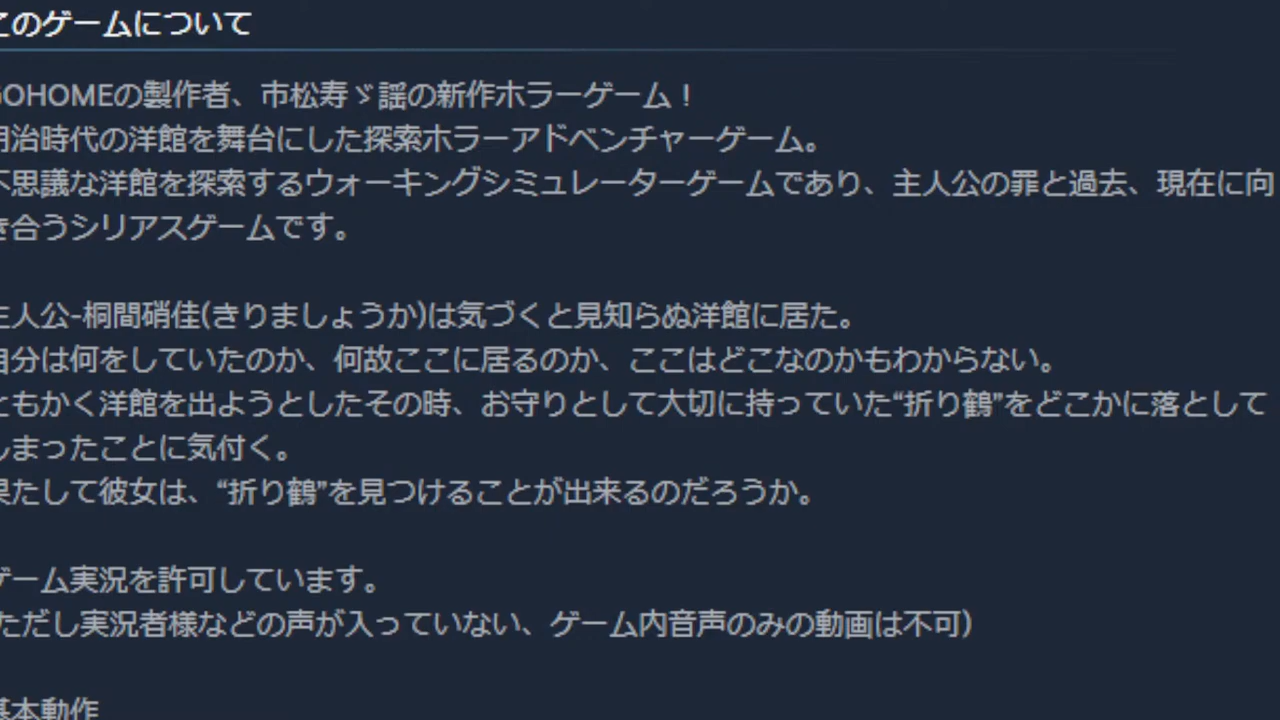 このゲームについて
GOHOMEの製作者、市松寿ゞ謡の新作ホラーゲーム！
明治時代の洋館を舞台にした探索ホラーアドベンチャーゲーム。
不思議な洋館を探索するウォーキングシミュレーターゲームであり、主人公の罪と過去、現在に向
き合うシリアスゲームです。
主人公-桐間硝佳(きりましょうか)は気づくと見知らぬ洋館に居た。
自分は何をしていたのか、何故ここに居るのか、ここはどこなのかもわからない。
ともかく洋館を出ようとしたその時、お守りとして大切に持っていた“折り鶴”をどこかに落として
しまったことに気付く。
果たして彼女は、“折り鶴”を見つけることが出来るのだろうか。
ゲーム実況を許可しています。
ただし実況者様などの声が入っていない、ゲーム内音声のみの動画は不可)
基本動作